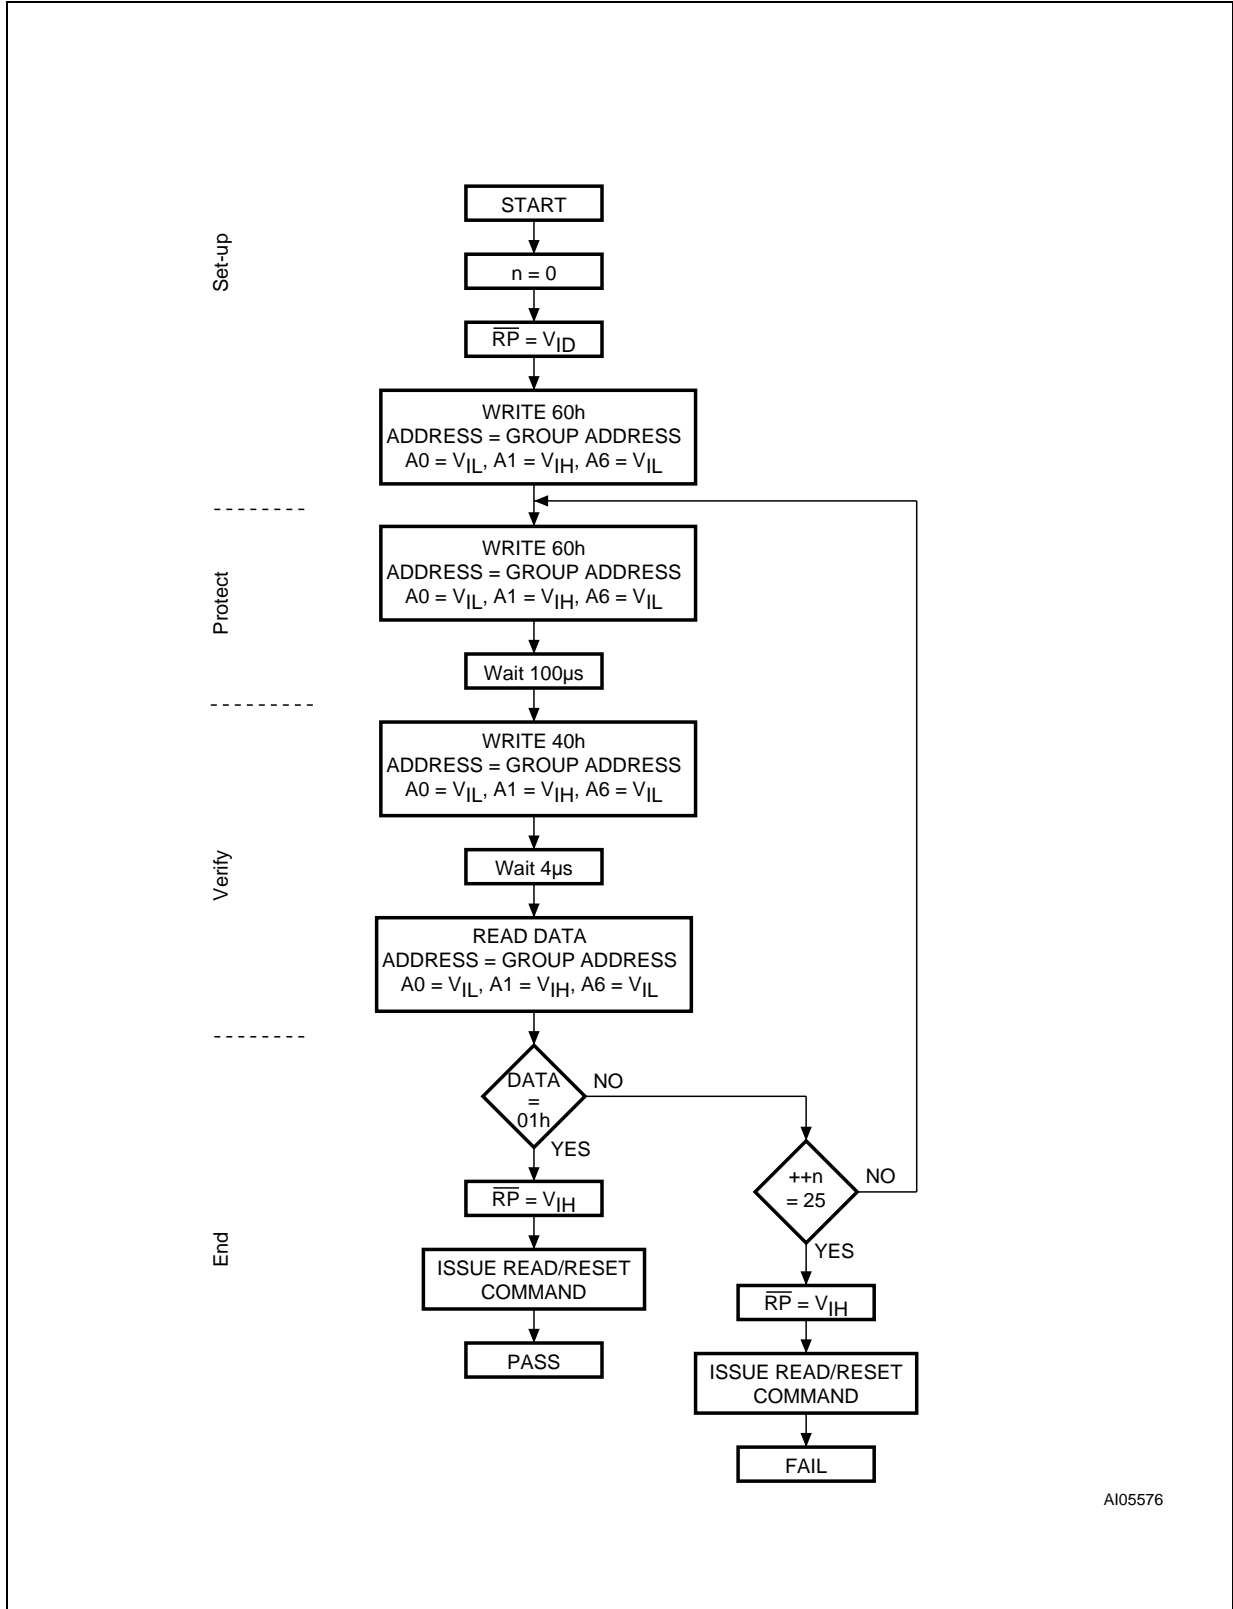 START
Set-up
n = 0
RP = VID
WRITE 60h
ADDRESS = GROUP ADDRESS
A0 = VIL, A1 = VIH, A6 = VIL
Protect
WRITE 60h
ADDRESS = GROUP ADDRESS
A0 = VIL, A1 = VIH, A6 = VIL
Wait 100µs
WRITE 40h
ADDRESS = GROUP ADDRESS
A0 = VIL, A1 = VIH, A6 = VIL
Verify
Wait 4µs
READ DATA
ADDRESS = GROUP ADDRESS
A0 = VIL, A1 = VIH, A6 = VIL
End
DATA
=
01h
NO
YES
++n
= 25
NO
YES
RP = VIH
ISSUE READ/RESET
COMMAND
PASS
RP = VIH
ISSUE READ/RESET
COMMAND
FAIL
AI05576